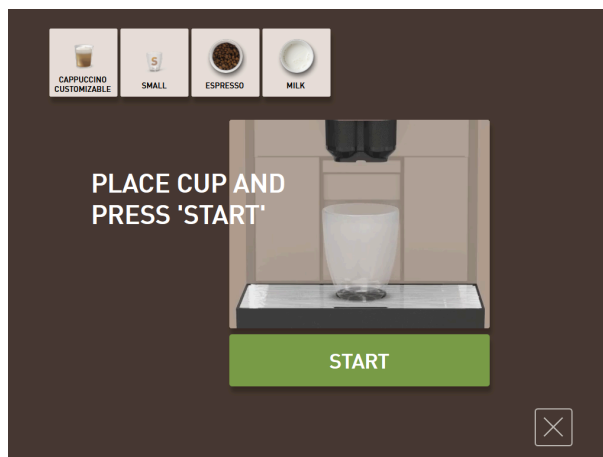 CAPPUCCINO
CUSTOMIZABLE
S
SMALL
ESPRESSO
MILK
PLACE CUP AND
PRESS 'START'
START